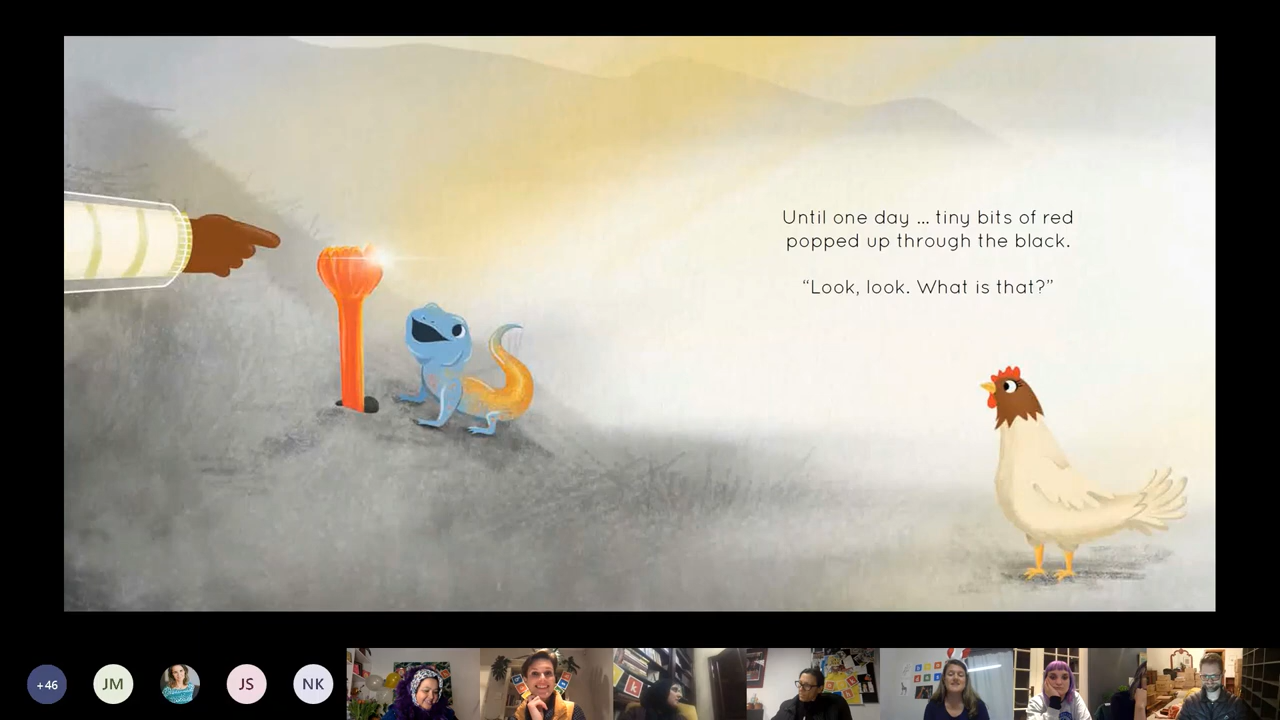 Until one day ... tiny bits of red
popped up through the black.
“Look, look. What is that?”
+46
JM
JS
NK